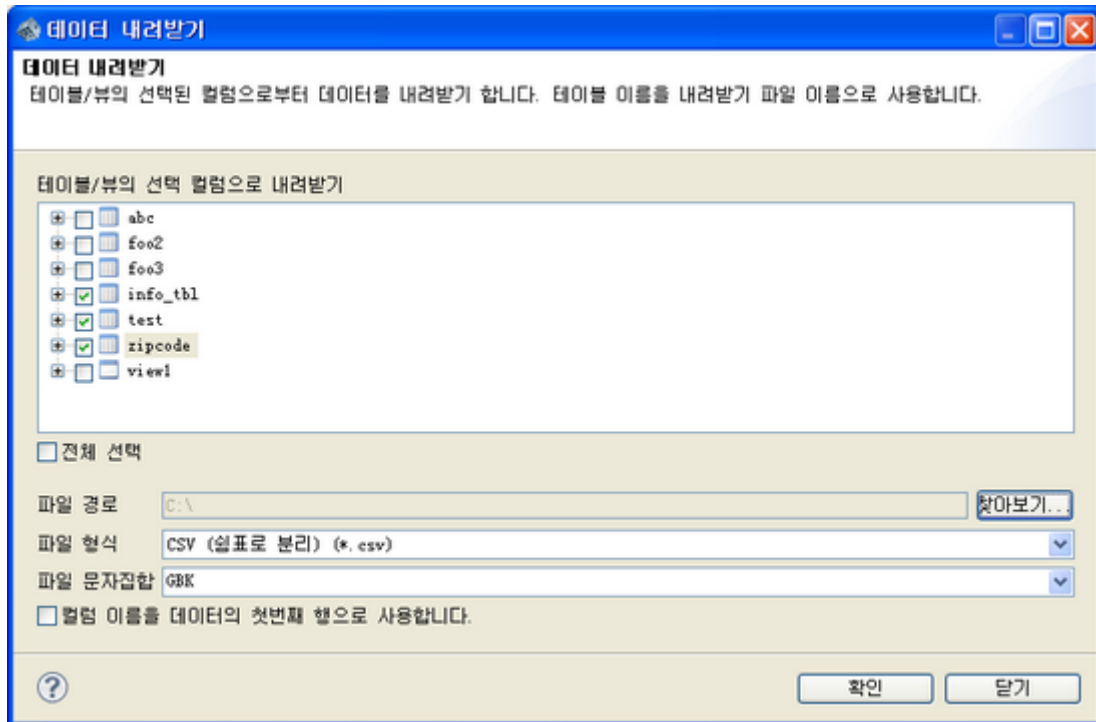 데이터 내려받기
데이터 내려받기
테이블/뷰의 선택된 컬럼으로부터 데이터를 내려받기 합니다. 테이블 이름을 내려받기 파일 이름으로 사용합니다.
테이블/뷰의 선택 컬럼으로 내려받기
abc
foo2
foo3
info_tbl
test
zipcode
view1
전체 선택
파일 경로 C:\ 찾아보기...
파일 형식 CSV (쉼표로 분리) (*.csv)
파일 문자집합 GBK
컬럼 이름을 데이터의 첫번째 행으로 사용합니다.
? 확인 닫기